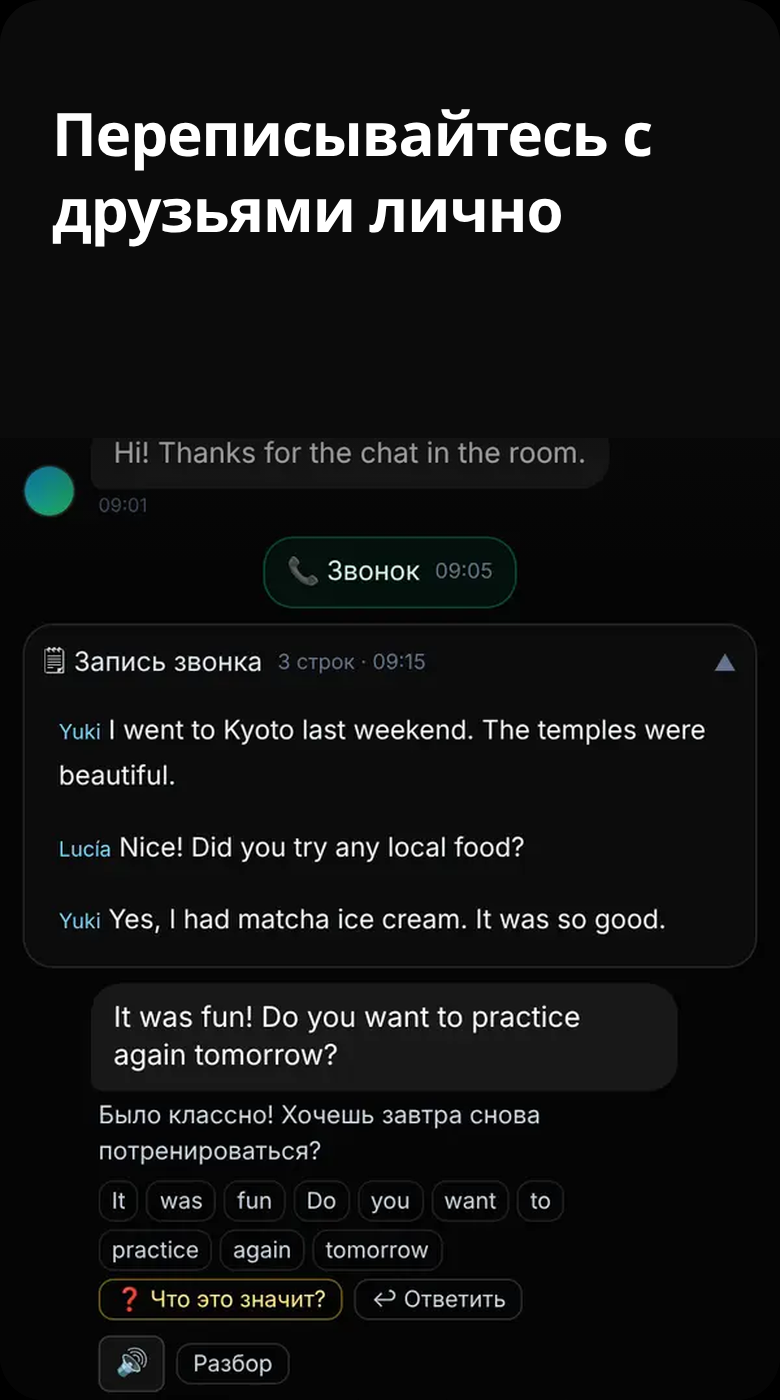 Переписывайтесь с
друзьями лично
Hi! Thanks for the chat in the room.
09:01
Звонок 09:05
Запись звонка 3 строк · 09:15
Yuki I went to Kyoto last weekend. The temples were
beautiful.
Lucía Nice! Did you try any local food?
Yuki Yes, I had matcha ice cream. It was so good.
It was fun! Do you want to practice
again tomorrow?
Было классно! Хочешь завтра снова
потренироваться?
It was fun Do you want to
practice again tomorrow
❓ Что это значит? ↩ Ответить
Разбор